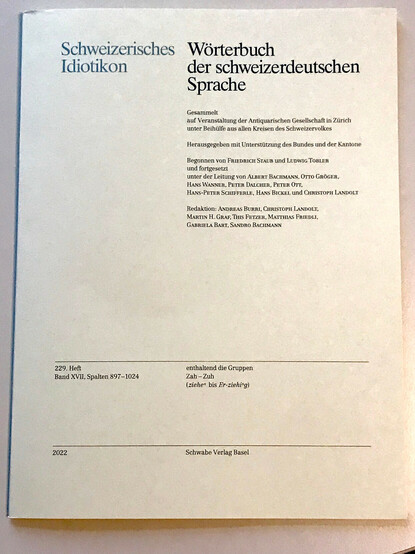 Schweizerisches
Idiotikon
Wörterbuch
der schweizerdeutschen
Sprache
Gesammelt
auf Veranstaltung der Antiquarischen Gesellschaft in Zürich
unter Beihülfe aus allen Kreisen des Schweizervolkes
Herausgegeben mit Unterstützung des Bundes und der Kantone
Begonnen von Friedrich Staub und Ludwig Tobler
und fortgesetzt
unter der Leitung von Albert Bachmann, Otto Gröger,
Hans Wanner, Peter Dalcher, Peter Ott,
Hans-Peter Schifferle, Hans Bickel und Christoph Landolt
Redaktion: Andreas Burri, Christoph Landolt,
Martin H. Graf, This Fetzer, Matthias Friedli,
Gabriela Bart, Sandro Bachmann
229. Heft
Band XVII, Spalten 897–1024
enthaltend die Gruppen
Zah – Zuh
(zieheⁿ bis Er-ziehⁱg)
2022
Schwabe Verlag Basel